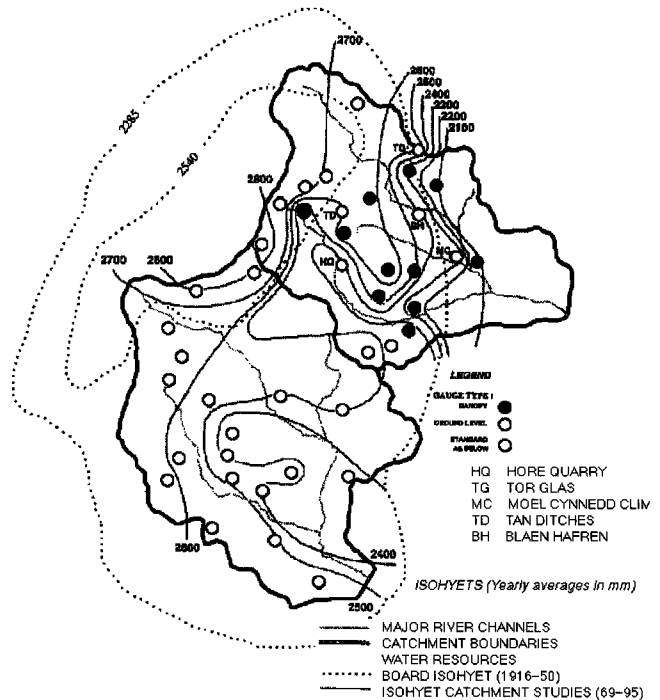 2700
2600
2500
2400
2200
2200
2100
2285
2540
TG
2600
TD
BH
HQ
MC
2700
2600
LEGEND
GAUGE TYPE :
CANOPY
GROUND LEVEL
STANDARD
AS BELOW
HQ HORE QUARRY
TG TOR GLAS
MC MOEL CYNNEDD CLIM
TD TAN DITCHES
BH BLAEN HAFREN
2600
2400
2500
ISOHYETS (Yearly averages in mm)
MAJOR RIVER CHANNELS
CATCHMENT BOUNDARIES
WATER RESOURCES
BOARD ISOHYET (1916-50)
ISOHYET CATCHMENT STUDIES (69-95)